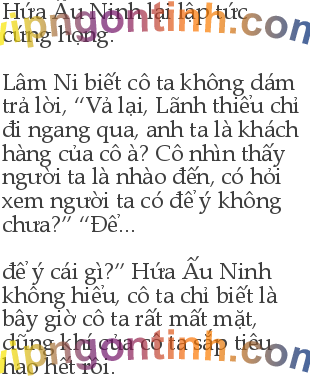 Hứa Ấu Ninh lại lập tức
cứng họng.
Lâm Ni biết cô ta không dám
trả lời, “Vả lại, Lãnh thiếu chỉ
đi ngang qua, anh ta là khách
hàng của cô à? Cô nhìn thấy
người ta là nhào đến, có hỏi
xem người ta có để ý không
chưa?” “Để...
để ý cái gì?” Hứa Ấu Ninh
không hiểu, cô ta chỉ biết là
bây giờ cô ta rất mất mặt,
dũng khí của cô ta sắp tiêu
hao hết rồi.
vipngontinh.com
vipngontinh.com